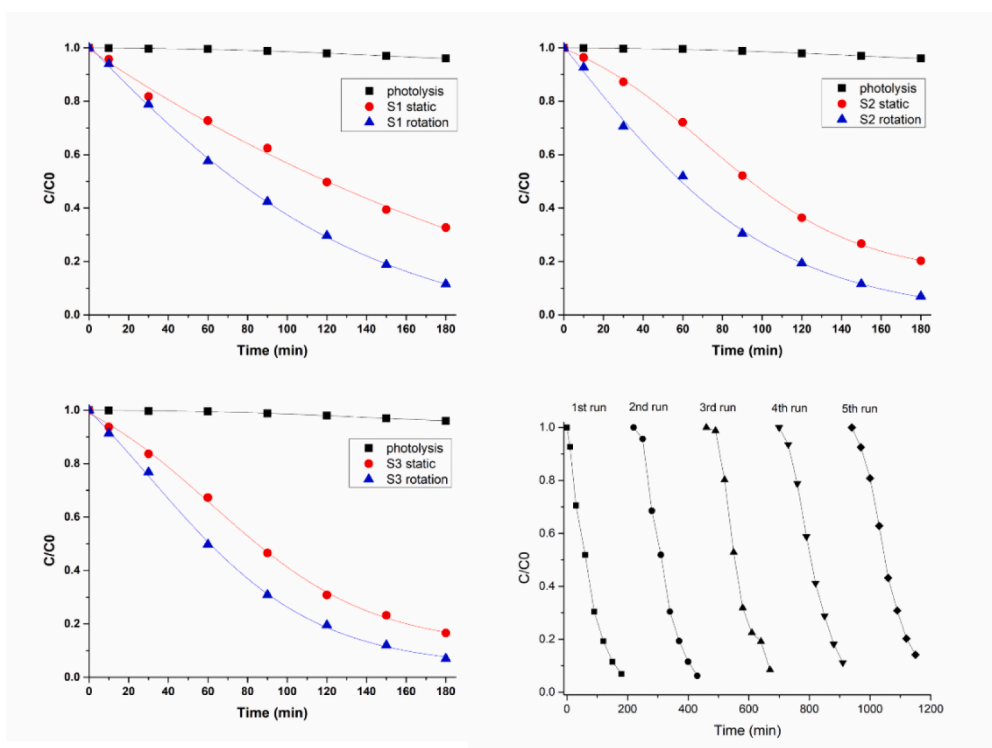 1.0
0.8
0.6
0.4
0.2
0.0
C/C0
0 20 40 60 80 100 120 140 160 180
Time (min)
photolysis
S1 static
S1 rotation
1.0
0.8
0.6
0.4
0.2
0.0
C/C0
0 20 40 60 80 100 120 140 160 180
Time (min)
photolysis
S2 static
S2 rotation
1.0
0.8
0.6
0.4
0.2
0.0
C/C0
0 20 40 60 80 100 120 140 160 180
Time (min)
photolysis
S3 static
S3 rotation
1st run 2nd run 3rd run 4th run 5th run
1.0
0.8
0.6
0.4
0.2
0.0
C/C0
0 200 400 600 800 1000 1200
Time (min)